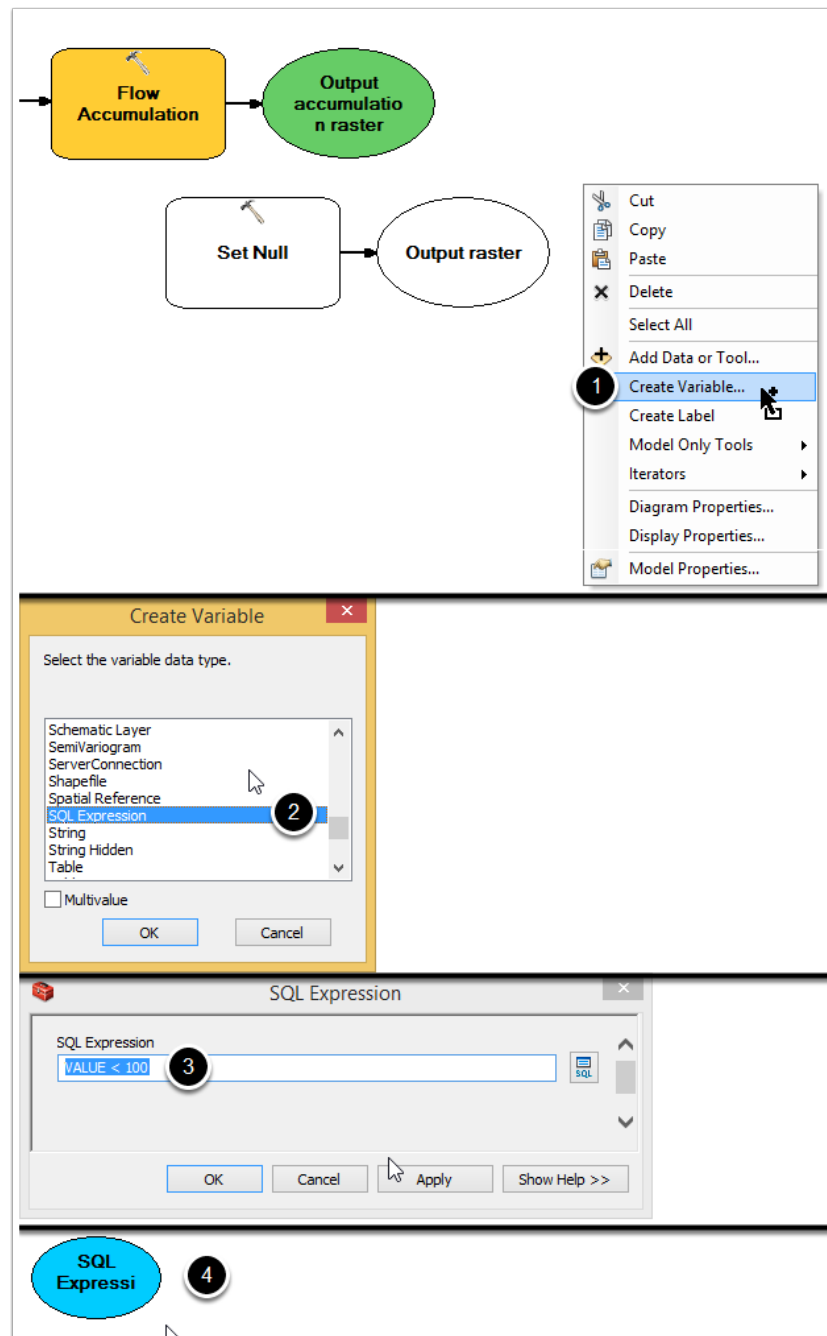 Flow
Accumulation
Output
accumulatio
n raster
Set Null
Output raster
Cut
Copy
Paste
Delete
Select All
Add Data or Tool...
1
Create Variable...
Create Label
Model Only Tools
Iterators
Diagram Properties...
Display Properties...
Model Properties...
Create Variable
Select the variable data type.
Schematic Layer
SemiVariogram
ServerConnection
Shapefile
Spatial Reference
SQL Expression
2
String
String Hidden
Table
Multivalue
OK Cancel
SQL Expression
SQL Expression
VALUE < 100
3
SQL
OK Cancel Apply Show Help >>
SQL
Expressi
4